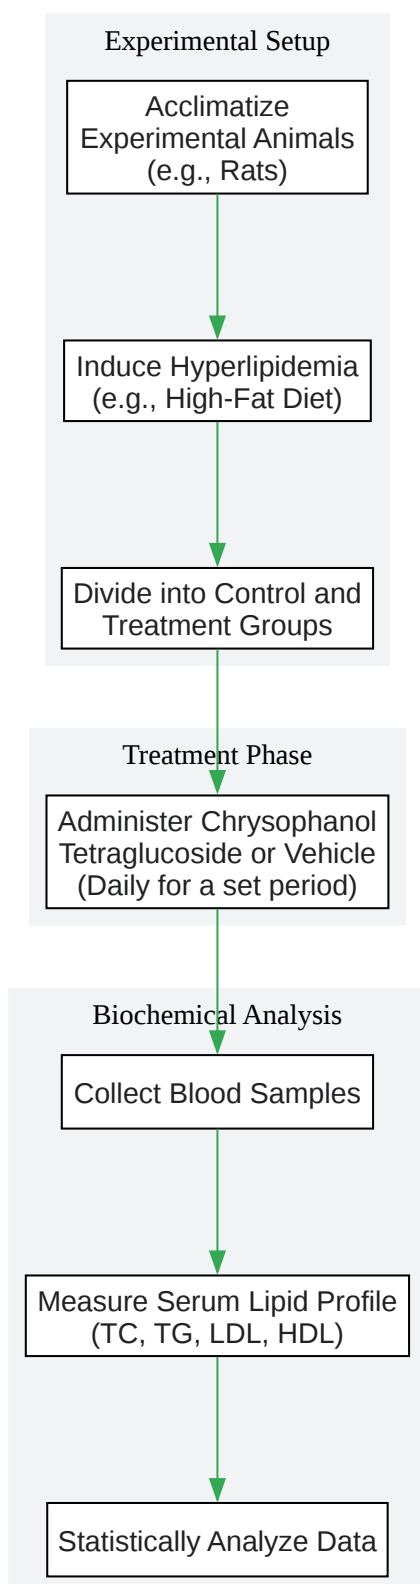 Experimental Setup
Acclimatize
Experimental Animals
(e.g., Rats)
Induce Hyperlipidemia
(e.g., High-Fat Diet)
Divide into Control and
Treatment Groups
Treatment Phase
Administer Chrysophanol
Tetraglucoside or Vehicle
(Daily for a set period)
Biochemical Analysis
Collect Blood Samples
Measure Serum Lipid Profile
(TC, TG, LDL, HDL)
Statistically Analyze Data